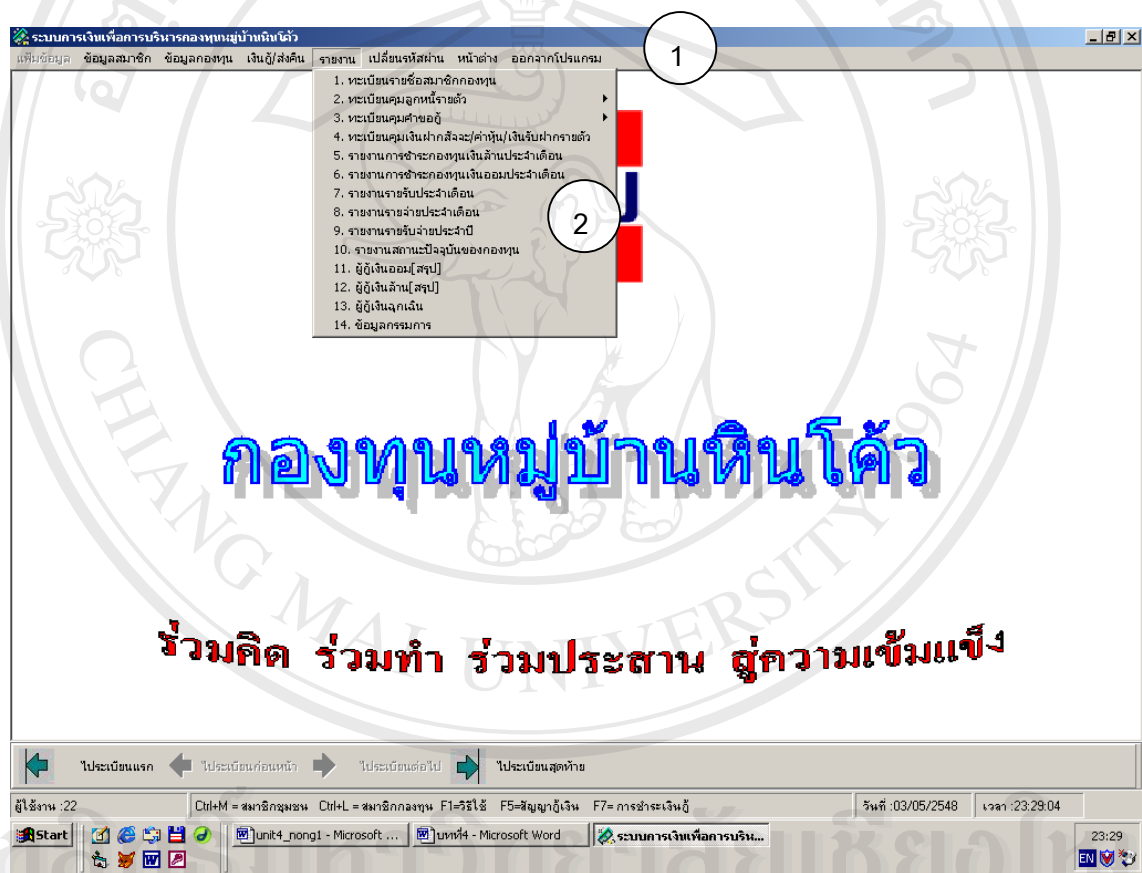 ระบบการเงินเพื่อการบริหารกองทุนหมู่บ้านหินโค้ว
แฟ้มข้อมูล ข้อมูลสมาชิก ข้อมูลกองทุน เงินกู้/ส่งคืน รายงาน เปลี่ยนรหัสผ่าน หน้าต่าง ออกจากโปรแกรม
1
1. ทะเบียนรายชื่อสมาชิกกองทุน
2. ทะเบียนคุมลูกหนี้รายตัว
3. ทะเบียนคุมคำขอกู้
4. ทะเบียนคุมเงินฝากสัจจะ/ค่าหุ้น/เงินรับฝากรายตัว
5. รายงานการชำระกองทุนเงินล้านประจำเดือน
6. รายงานการชำระกองทุนเงินออมประจำเดือน
7. รายงานรายรับประจำเดือน
8. รายงานรายจ่ายประจำเดือน
2
9. รายงานรายรับจ่ายประจำปี
10. รายงานสถานะปัจจุบันของกองทุน
11. ผู้กู้เงินออม[สรุป]
12. ผู้กู้เงินล้าน[สรุป]
13. ผู้กู้เงินฉุกเฉิน
14. ข้อมูลกรรมการ
กองทุนหมู่บ้านหินโค้ว
ร่วมคิด ร่วมทำ ร่วมประสาน สู่ความเข้มแข็ง
CHIANG MAI UNIVERSITY 1964
ไประเบียนแรก ไประเบียนก่อนหน้า ไประเบียนต่อไป ไประเบียนสุดท้าย
ผู้ใช้งาน :22 Ctrl+M = สมาชิกชุมชน Ctrl+L = สมาชิกกองทุน F1=วิธีใช้ F5=สัญญากู้เงิน F7= การชำระเงินกู้ วันที่ :03/05/2548 เวลา :23:29:04
Start unit4_nong1 - Microsoft ... บทที่4 - Microsoft Word ระบบการเงินเพื่อการบริห... 23:29
EN